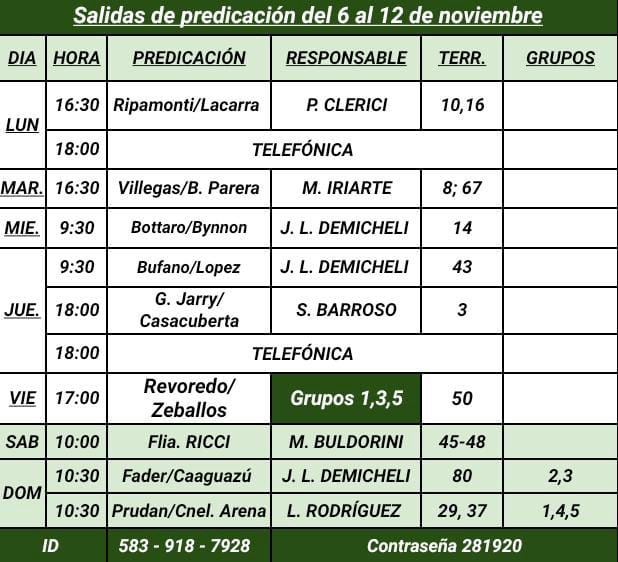 Salidas de predicación del 6 al 12 de noviembre
DIA HORA PREDICACIÓN RESPONSABLE TERR. GRUPOS
LUN 16:30 Ripamonti/Lacarra P. CLERICI 10,16
18:00 TELEFÓNICA
MAR. 16:30 Villegas/B. Parera M. IRIARTE 8; 67
MIE. 9:30 Bottaro/Bynnon J. L. DEMICHELI 14
JUE. 9:30 Bufano/Lopez J. L. DEMICHELI 43
18:00 G. Jarry/
Casacuberta S. BARROSO 3
18:00 TELEFÓNICA
VIE 17:00 Revoredo/
Zeballos Grupos 1,3,5 50
SAB 10:00 Flia. RICCI M. BULDORINI 45-48
DOM 10:30 Fader/Caaguazú J. L. DEMICHELI 80 2,3
10:30 Prudan/Cnel. Arena L. RODRÍGUEZ 29, 37 1,4,5
ID 583 - 918 - 7928 Contraseña 281920